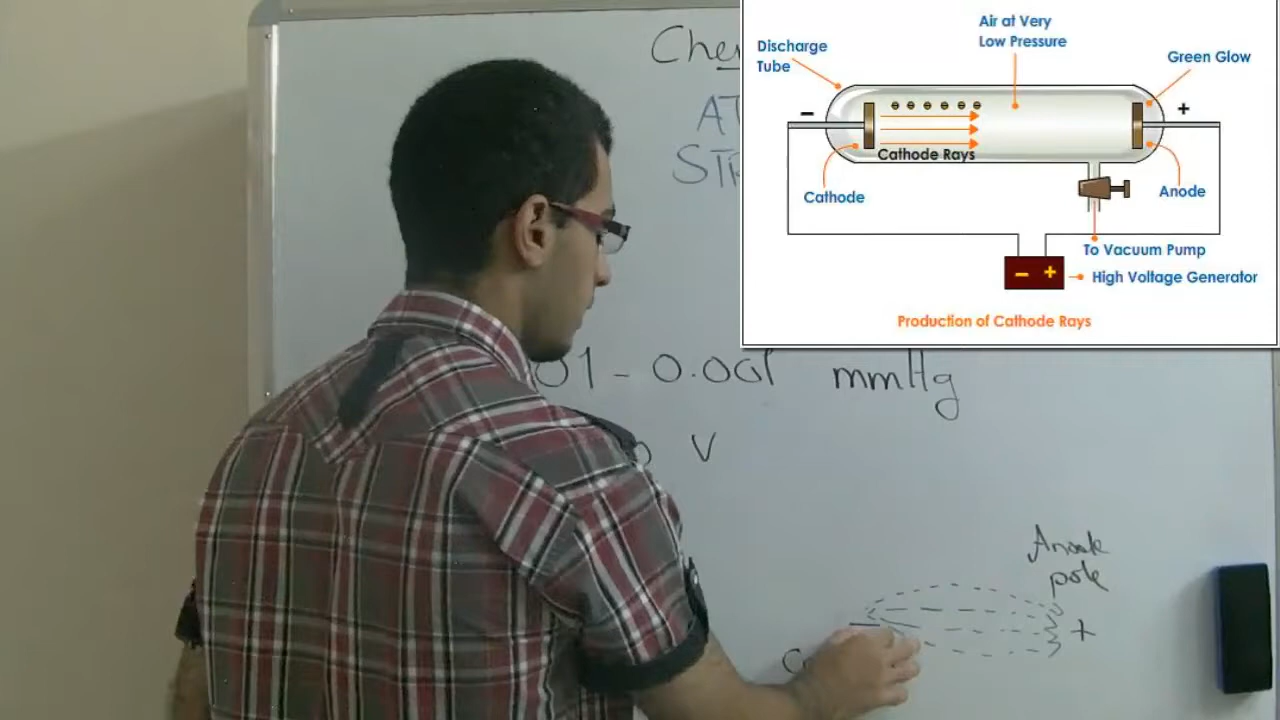 Che
AT
STR
01 - 0.001 mmHg
0 V
Anode
pole
- +
Air at Very
Low Pressure
Discharge
Tube
Green Glow
- +
Cathode Rays
Cathode
Anode
To Vacuum Pump
- +
High Voltage Generator
Production of Cathode Rays